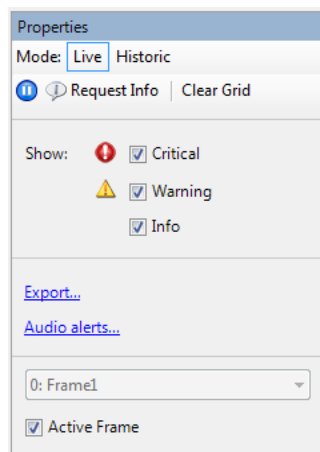 Properties
Mode: Live Historic
Request Info Clear Grid
Show: Critical
Warning
Info
Export...
Audio alerts...
0: Frame1
Active Frame